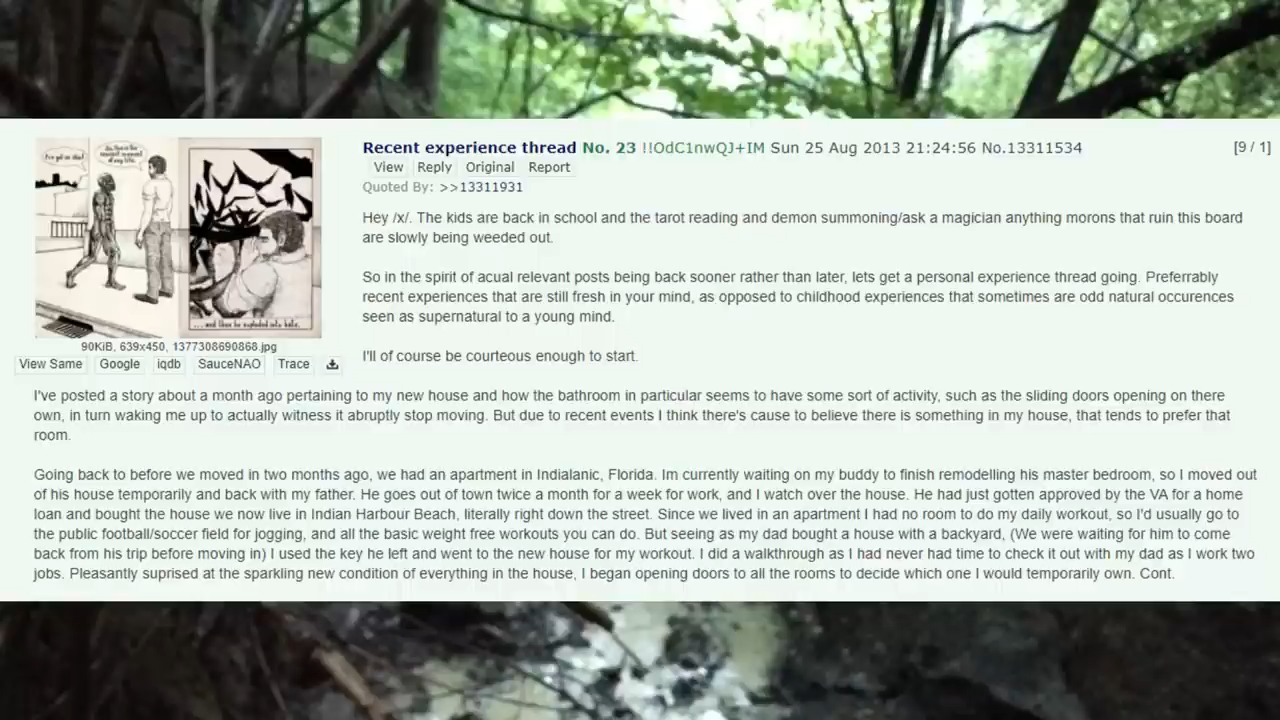 Recent experience thread No. 23 !!OdC1nwQJ+IM Sun 25 Aug 2013 21:24:56 No.13311534
[9 / 1]
View Reply Original Report
Quoted By: >>13311931
Hey /x/. The kids are back in school and the tarot reading and demon summoning/ask a magician anything morons that ruin this board
are slowly being weeded out.
So in the spirit of acual relevant posts being back sooner rather than later, lets get a personal experience thread going. Preferrably
recent experiences that are still fresh in your mind, as opposed to childhood experiences that sometimes are odd natural occurences
seen as supernatural to a young mind.
I'll of course be courteous enough to start.
I've got an idea!
...and then he exploded into bats.
90KiB, 639x450, 1377308690868.jpg
View Same Google iqdb SauceNAO Trace
I've posted a story about a month ago pertaining to my new house and how the bathroom in particular seems to have some sort of activity, such as the sliding doors opening on there
own, in turn waking me up to actually witness it abruptly stop moving. But due to recent events I think there's cause to believe there is something in my house, that tends to prefer that
room.
Going back to before we moved in two months ago, we had an apartment in Indialanic, Florida. Im currently waiting on my buddy to finish remodelling his master bedroom, so I moved out
of his house temporarily and back with my father. He goes out of town twice a month for a week for work, and I watch over the house. He had just gotten approved by the VA for a home
loan and bought the house we now live in Indian Harbour Beach, literally right down the street. Since we lived in an apartment I had no room to do my daily workout, so I'd usually go to
the public football/soccer field for jogging, and all the basic weight free workouts you can do. But seeing as my dad bought a house with a backyard, (We were waiting for him to come
back from his trip before moving in) I used the key he left and went to the new house for my workout. I did a walkthrough as I had never had time to check it out with my dad as I work two
jobs. Pleasantly suprised at the sparkling new condition of everything in the house, I began opening doors to all the rooms to decide which one I would temporarily own. Cont.